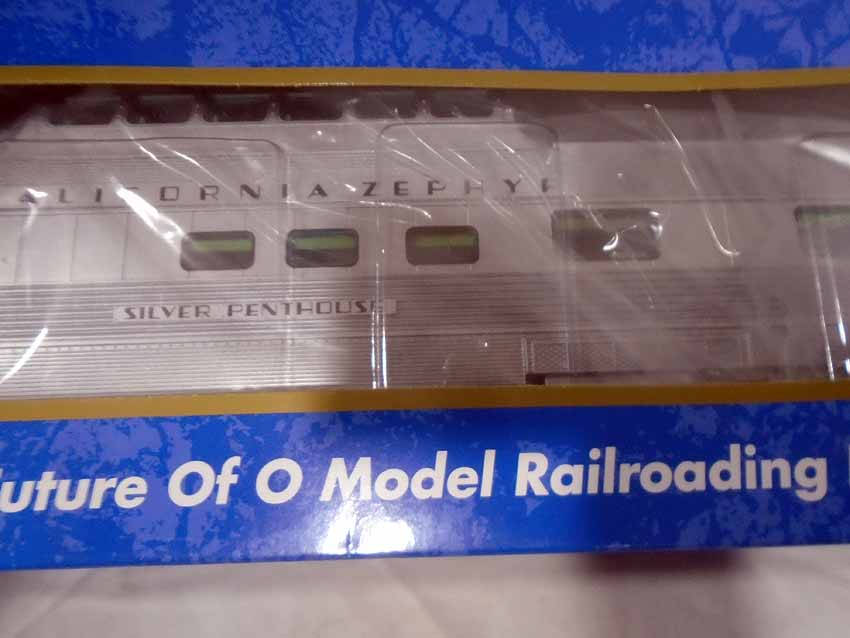 ALIFORNIA ZEPHYR
SILVER PENTHOUSE
uture Of O Model Railroading